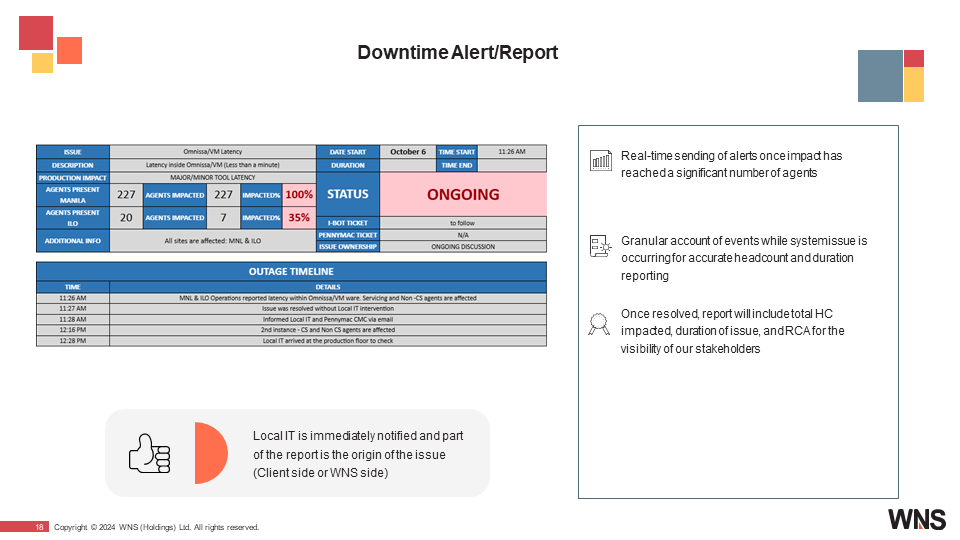 Downtime Alert/Report
ISSUE Omnissa/VM Latency DATE START October 6 TIME START 11:26 AM
DESCRIPTION Latency inside Omnissa/VM (Less than a minute) DURATION TIME END
PRODUCTION IMPACT MAJOR/MINOR TOOL LATENCY STATUS ONGOING
AGENTS PRESENT MANILA 227 AGENTS IMPACTED 227 IMPACTED% 100%
AGENTS PRESENT ILO 20 AGENTS IMPACTED 7 IMPACTED% 35%
I-BOT TICKET to follow
ADDITIONAL INFO All sites are affected: MNL & ILO
PENNYMAC TICKET N/A
ISSUE OWNERSHIP ONGOING DISCUSSION
OUTAGE TIMELINE
TIME DETAILS
11:26 AM MNL & ILO Operations reported latency within Omnissa/VM ware. Servicing and Non -CS agents are affected
11:27 AM Issue was resolved without Local IT intervention
11:28 AM Informed Local IT and Pennymac CMC via email
12:16 PM 2nd instance - CS and Non CS agents are affected
12:28 PM Local IT arrived at the production floor to check
Real-time sending of alerts once impact has
reached a significant number of agents
Granular account of events while system issue is
occurring for accurate headcount and duration
reporting
Once resolved, report will include total HC
impacted, duration of issue, and RCA for the
visibility of our stakeholders
Local IT is immediately notified and part
of the report is the origin of the issue
(Client side or WNS side)
18 Copyright © 2024 WNS (Holdings) Ltd. All rights reserved.
WNS